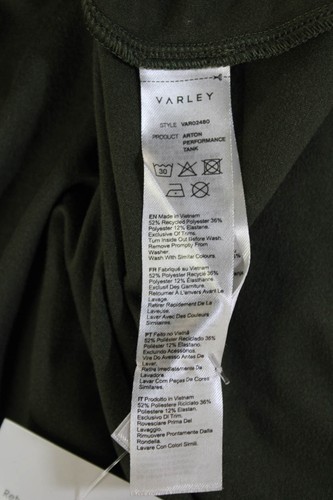 VARLEY
STYLE VAR02480
PRODUCT ARTON
PERFORMANCE
TANK
30
EN Made in Vietnam
52% Recycled Polyester 36%
Polyester 12% Elastane.
Exclusive Of Trims.
Turn Inside Out Before Wash.
Remove Promptly From
Washer.
Wash With Similar Colours.
FR Fabriqué au Vietnam
52% Polyester Recyclé 36%
Polyester 12% Elasthanne
Exclusif Des Garniture.
Retourner À L'envers Avant Le
Lavage.
Retirer Rapidement De La
Laveuse.
Laver Avec Des Couleurs
Similaires.
PT Feito no Vietnã
52% Poliéster Reciclado 36%
Poliéster 12% Elastano.
Excluindo Acessórios.
Vire Do Avesso Antes De
Lavar.
Retire Imediatamente Da
Lavadora.
Lavar Com Peças De Cores
Similares.
IT Prodotto in Vietnam
52% Poliestere Riciclato 36%
Poliestere 12% Elastan.
Esclusivo Di Trim.
Rovesciare Prima Del
Lavaggio.
Rimuovere Prontamente Dalla
Rondella.
Lavare Con Colori Simili.